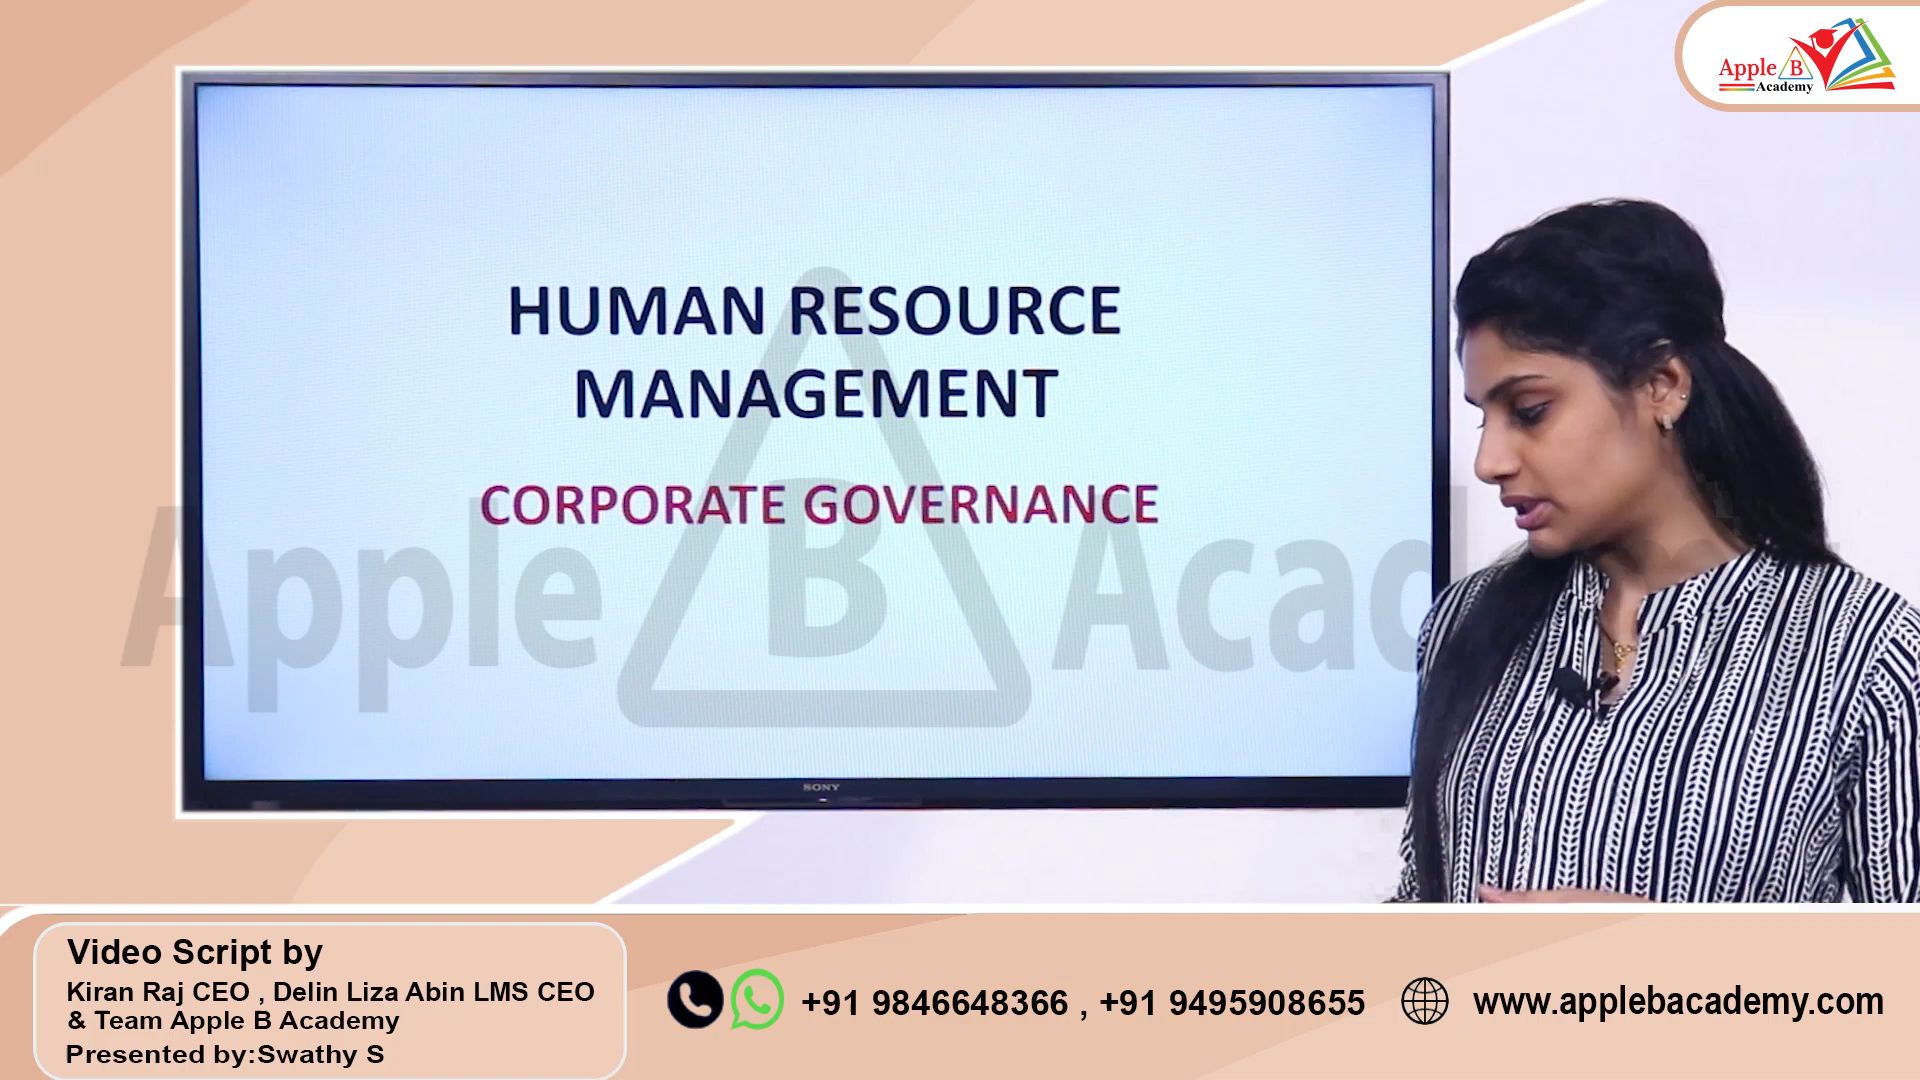 Apple B
Academy
HUMAN RESOURCE
MANAGEMENT
CORPORATE GOVERNANCE
Apple B Acad
SONY
Video Script by
Kiran Raj CEO , Delin Liza Abin LMS CEO
& Team Apple B Academy
Presented by:Swathy S
+91 9846648366 , +91 9495908655
www.applebacademy.com